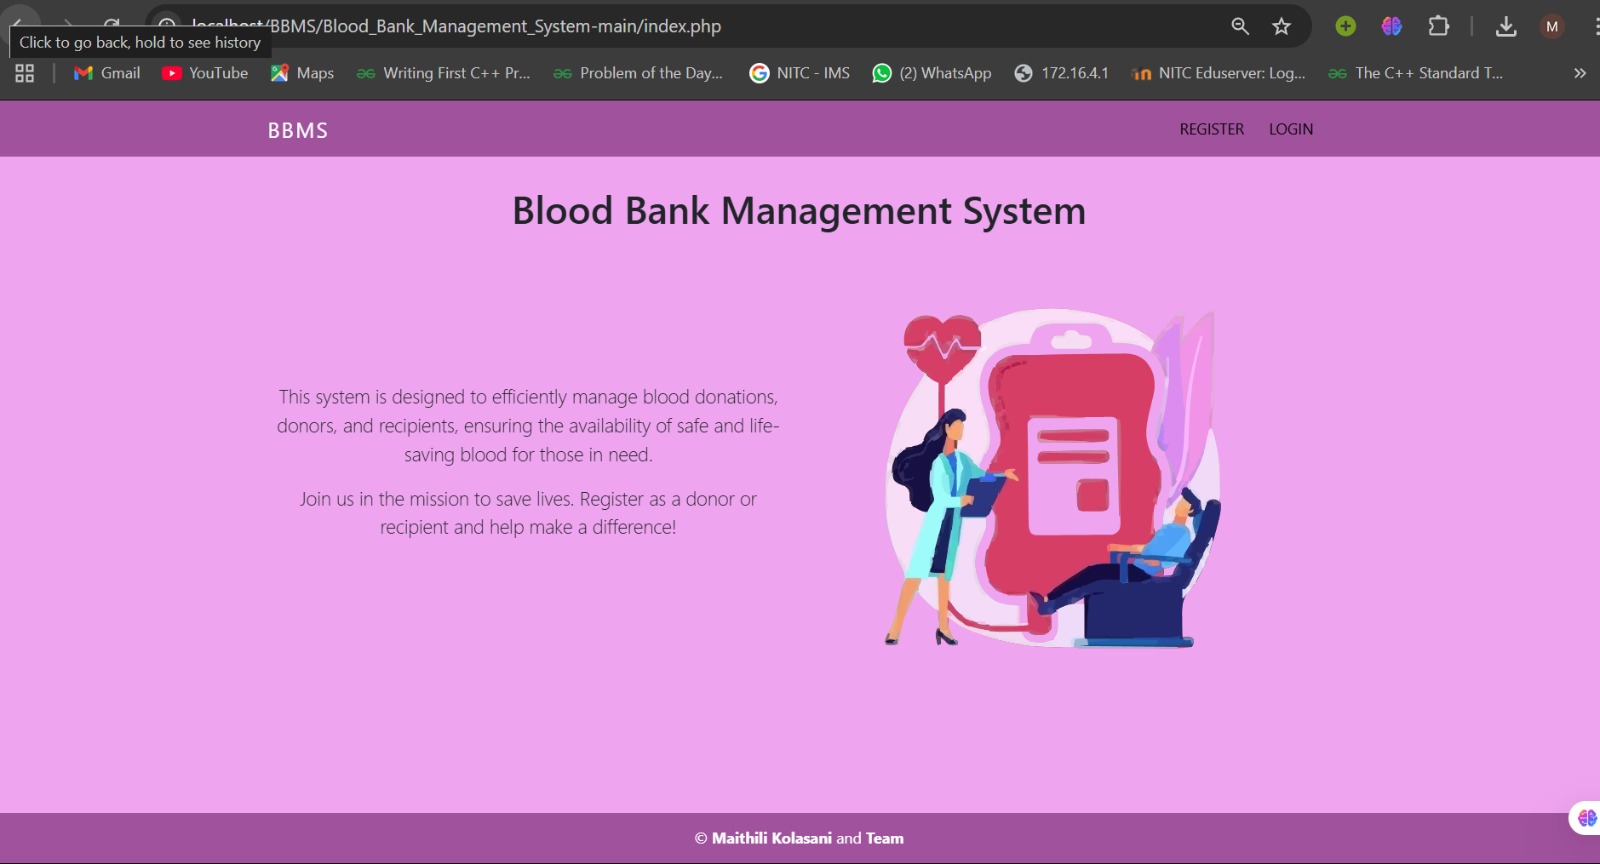 localhost/BBMS/Blood_Bank_Management_System-main/index.php
Click to go back, hold to see history
M
Gmail YouTube Maps Writing First C++ Pr... Problem of the Day... NITC - IMS (2) WhatsApp 172.16.4.1 NITC Eduserver: Log... The C++ Standard T... »
BBMS REGISTER LOGIN
Blood Bank Management System
This system is designed to efficiently manage blood donations,
donors, and recipients, ensuring the availability of safe and life-
saving blood for those in need.
Join us in the mission to save lives. Register as a donor or
recipient and help make a difference!
© Maithili Kolasani and Team